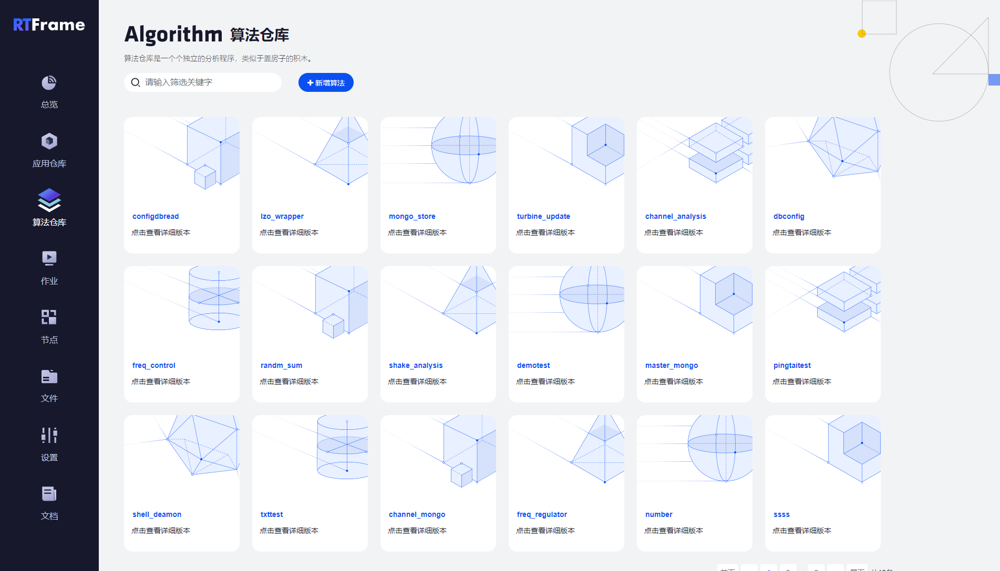 RTFrame
总览
应用仓库
算法仓库
作业
节点
文件
设置
文档
Algorithm 算法仓库
算法仓库是一个个独立的分析程序，类似于盖房子的积木。
请输入筛选关键字
新增算法
configdbread
点击查看详细版本
lzo_wrapper
点击查看详细版本
mongo_store
点击查看详细版本
turbine_update
点击查看详细版本
channel_analysis
点击查看详细版本
dbconfig
点击查看详细版本
freq_control
点击查看详细版本
randm_sum
点击查看详细版本
shake_analysis
点击查看详细版本
demotest
点击查看详细版本
master_mongo
点击查看详细版本
pingtaitest
点击查看详细版本
shell_deamon
点击查看详细版本
txttest
点击查看详细版本
channel_mongo
点击查看详细版本
freq_regulator
点击查看详细版本
number
点击查看详细版本
ssss
点击查看详细版本